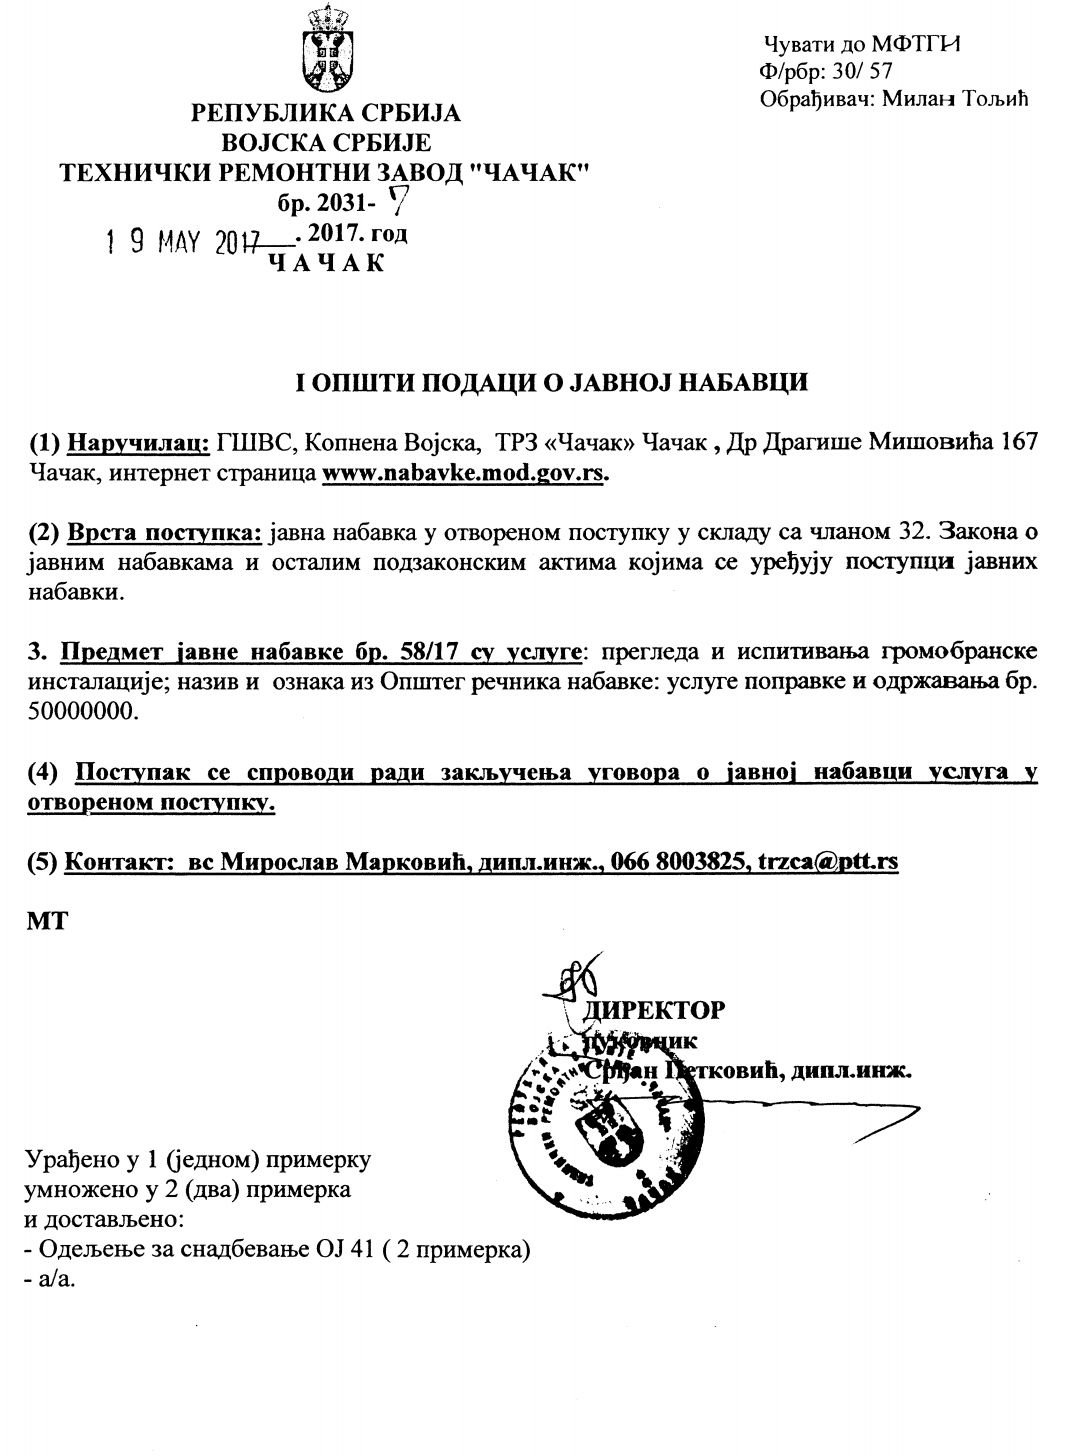 Чувати до МФТГИ
Ф/рбр: 30/ 57
Обрађивач: Милан Тољић
РЕПУБЛИКА СРБИЈА
ВОЈСКА СРБИЈЕ
ТЕХНИЧКИ РЕМОНТНИ ЗАВОД "ЧАЧАК"
бр. 2031-
19 MAY 2017 . 2017. год
Ч А Ч А К
I ОПШТИ ПОДАЦИ О ЈАВНОЈ НАБАВЦИ
(1) Наручилац: ГШВС, Копнена Војска, ТРЗ «Чачак» Чачак , Др Драгише Мишовића 167
Чачак, интернет страница www.nabavke.mod.gov.rs.
(2) Врста поступка: јавна набавка у отвореном поступку у складу са чланом 32. Закона о
јавним набавкама и осталим подзаконским актима којима се уређују поступци јавних
набавки.
3. Предмет јавне набавке бр. 58/17 су услуге: прегледа и испитивања громобранске
инсталације; назив и ознака из Општег речника набавке: услуге поправке и одржавања бр.
50000000.
(4) Поступак се спроводи ради закључења уговора о јавној набавци услуга у
отвореном поступку.
(5) Контакт: вс Мирослав Марковић, дипл.инж., 066 8003825, trzca@ptt.rs
МТ
ДИРЕКТОР
пуковник
Срђан Петковић, дипл.инж.
Урађено у 1 (једном) примерку
умножено у 2 (два) примерка
и достављено:
- Одељење за снадбевање ОЈ 41 ( 2 примерка)
- а/а.